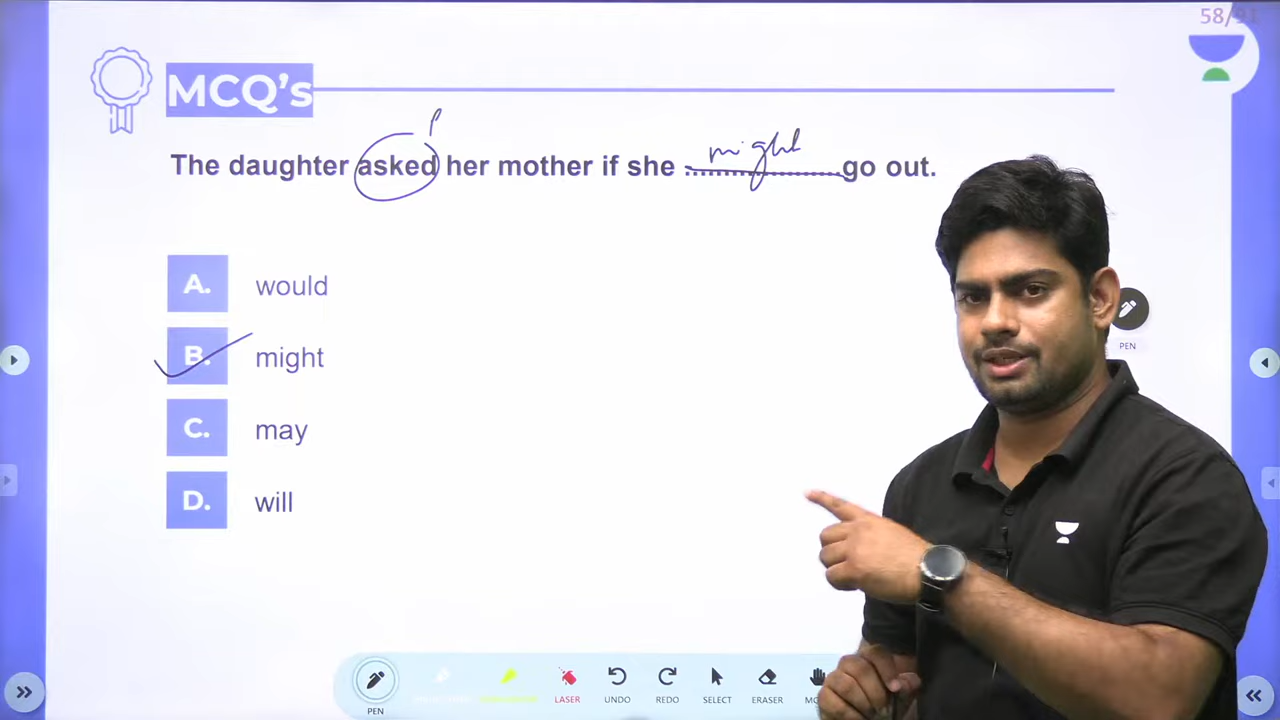 58/91
MCQ's
might
The daughter asked her mother if she ........................ go out.
A. would
B. might
C. may
D. will
PEN
PEN
LASER
UNDO
REDO
SELECT
ERASER